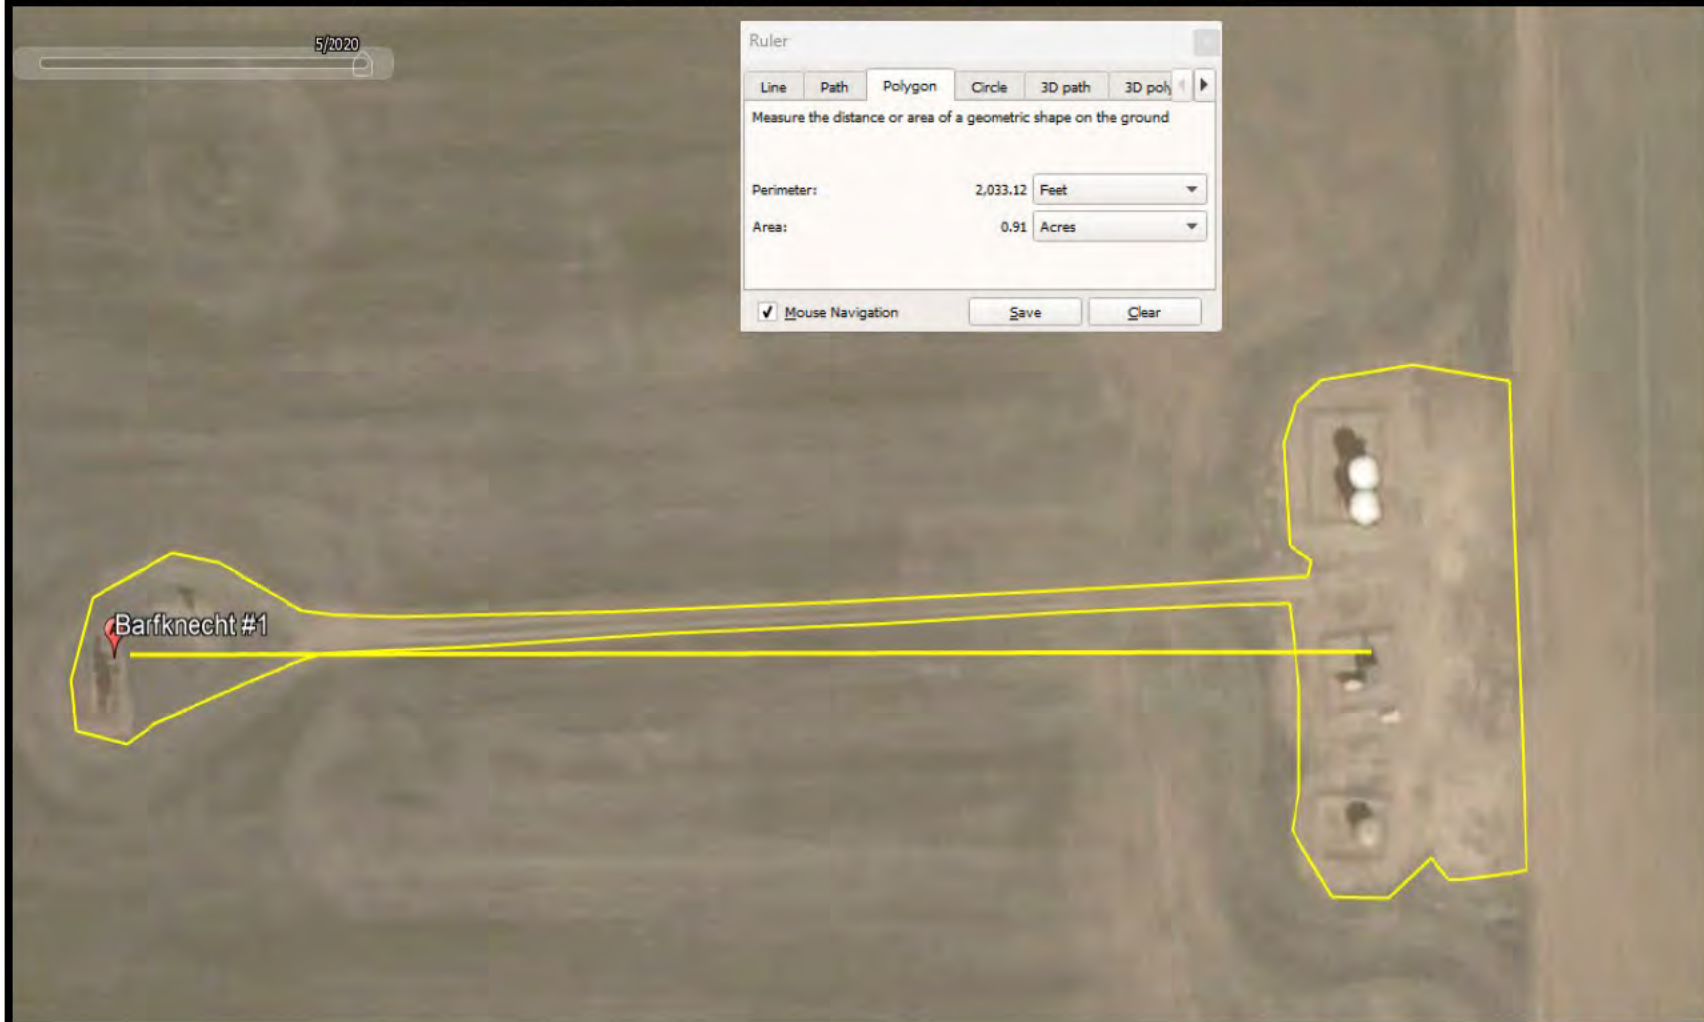 5/2020
Ruler
Line Path Polygon Circle 3D path 3D poly
Measure the distance or area of a geometric shape on the ground
Perimeter: 2,033.12 Feet
Area: 0.91 Acres
Mouse Navigation Save Clear
Barfknecht #1